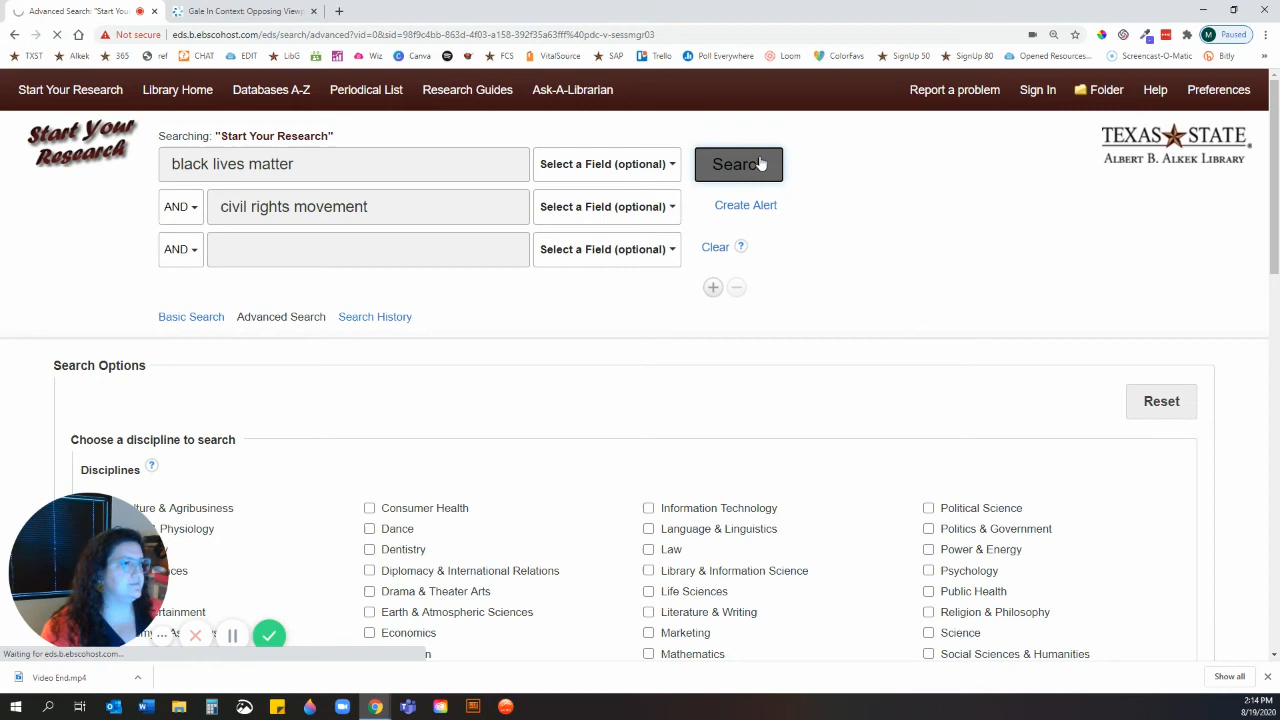 Advanced Search: "Start Your Rese
Gale In Context: Opposing Viewp
Not secure
eds.b.ebscohost.com/eds/search/advanced?vid=0&sid=98f9c4bb-863d-4f03-a15b-392f35a63fff%40pdc-v-sessmgr03
Paused
TXST Alkek 365 ref CHAT EDIT LibG Wiz Canva FCS VitalSource SAP Trello Poll Everywhere Loom ColorFavs SignUp 50 SignUp 80 Opened Resources... Screencast-O-Matic Bitly
Start Your Research Library Home Databases A-Z Periodical List Research Guides Ask-A-Librarian Report a problem Sign In Folder Help Preferences
Start Your Research
Searching: "Start Your Research"
TEXAS STATE
ALBERT B. ALKEK LIBRARY
black lives matter Select a Field (optional) Search
AND civil rights movement Select a Field (optional) Create Alert
AND Select a Field (optional) Clear ?
Basic Search Advanced Search Search History
Search Options
Reset
Choose a discipline to search
Disciplines ?
ture & Agribusiness Consumer Health Information Technology Political Science
Physiology Dance Language & Linguistics Politics & Government
Dentistry Law Power & Energy
Diplomacy & International Relations Library & Information Science Psychology
Drama & Theater Arts Life Sciences Public Health
Earth & Atmospheric Sciences Literature & Writing Religion & Philosophy
Economics Marketing Science
Mathematics Social Sciences & Humanities
Waiting for eds.b.ebscohost.com...
Video End.mp4
Show all
2:14 PM
8/19/2020